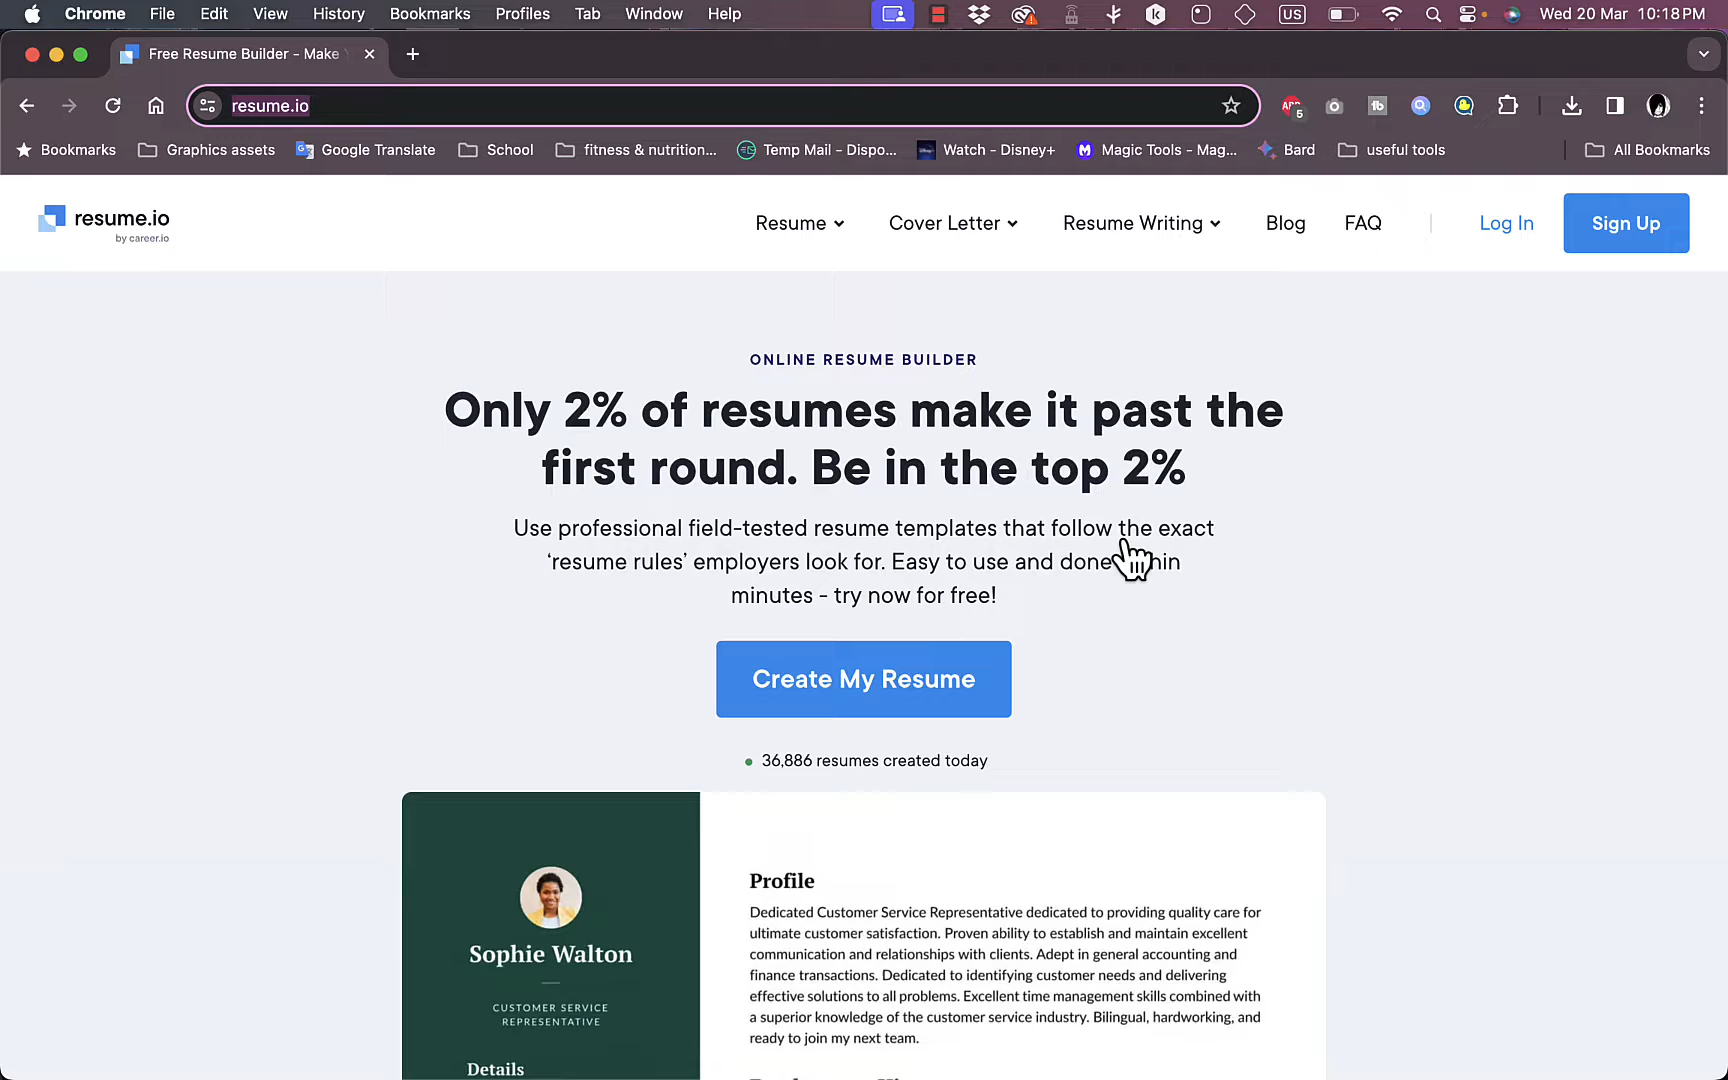 Chrome File Edit View History Bookmarks Profiles Tab Window Help US Wed 20 Mar 10:18 PM
Free Resume Builder - Make
resume.io
ABP 5 tb
Bookmarks Graphics assets Google Translate School fitness & nutrition... Temp Mail - Dispo... Watch - Disney+ Magic Tools - Mag... Bard useful tools All Bookmarks
resume.io
by career.io
Resume Cover Letter Resume Writing Blog FAQ Log In Sign Up
ONLINE RESUME BUILDER
Only 2% of resumes make it past the
first round. Be in the top 2%
Use professional field-tested resume templates that follow the exact
‘resume rules’ employers look for. Easy to use and done hin
minutes - try now for free!
Create My Resume
36,886 resumes created today
Sophie Walton
CUSTOMER SERVICE
REPRESENTATIVE
Details
Profile
Dedicated Customer Service Representative dedicated to providing quality care for
ultimate customer satisfaction. Proven ability to establish and maintain excellent
communication and relationships with clients. Adept in general accounting and
finance transactions. Dedicated to identifying customer needs and delivering
effective solutions to all problems. Excellent time management skills combined with
a superior knowledge of the customer service industry. Bilingual, hardworking, and
ready to join my next team.